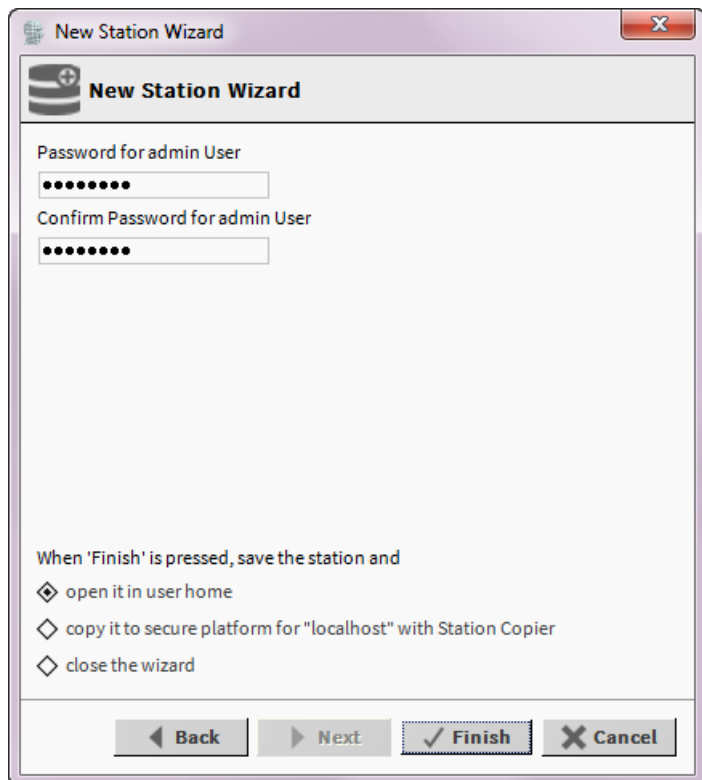 New Station Wizard
New Station Wizard
Password for admin User
••••••••
Confirm Password for admin User
••••••••
When 'Finish' is pressed, save the station and
open it in user home
copy it to secure platform for "localhost" with Station Copier
close the wizard
Back Next Finish Cancel